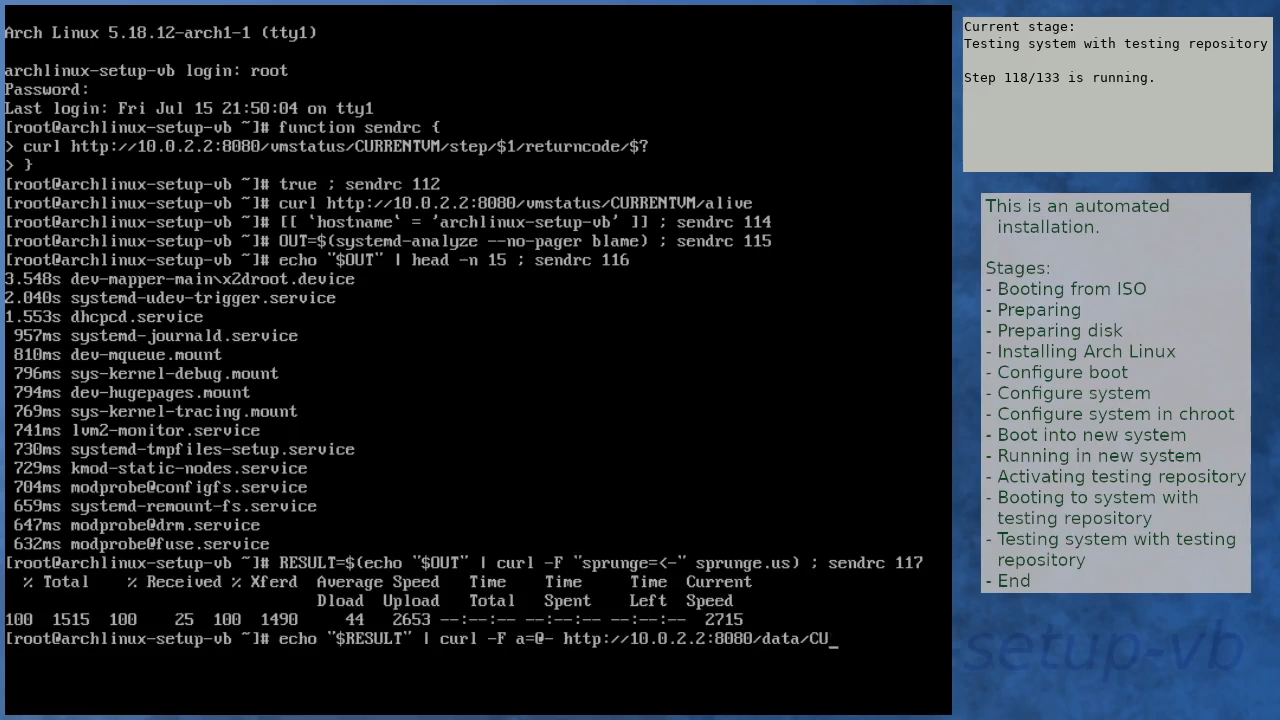 Arch Linux 5.18.12-arch1-1 (tty1)
archlinux-setup-vb login: root
Password:
Last login: Fri Jul 15 21:50:04 on tty1
[root@archlinux-setup-vb ~]# function sendrc {
> curl http://10.0.2.2:8080/vmstatus/CURRENTVM/step/$1/returncode/$?
> }
[root@archlinux-setup-vb ~]# true ; sendrc 112
[root@archlinux-setup-vb ~]# curl http://10.0.2.2:8080/vmstatus/CURRENTVM/alive
[root@archlinux-setup-vb ~]# [[ `hostname` = 'archlinux-setup-vb' ]] ; sendrc 114
[root@archlinux-setup-vb ~]# OUT=$(systemd-analyze --no-pager blame) ; sendrc 115
[root@archlinux-setup-vb ~]# echo "$OUT" | head -n 15 ; sendrc 116
3.548s dev-mapper-main\x2droot.device
2.040s systemd-udev-trigger.service
1.553s dhcpcd.service
957ms systemd-journald.service
810ms dev-mqueue.mount
796ms sys-kernel-debug.mount
794ms dev-hugepages.mount
769ms sys-kernel-tracing.mount
741ms lvm2-monitor.service
730ms systemd-tmpfiles-setup.service
729ms kmod-static-nodes.service
704ms modprobe@configfs.service
659ms systemd-remount-fs.service
647ms modprobe@drm.service
632ms modprobe@fuse.service
[root@archlinux-setup-vb ~]# RESULT=$(echo "$OUT" | curl -F "sprunge=<-" sprunge.us) ; sendrc 117
% Total % Received % Xferd Average Speed Time Time Time Current
Dload Upload Total Spent Left Speed
100 1515 100 25 100 1490 44 2653 --:--:-- --:--:-- --:--:-- 2715
[root@archlinux-setup-vb ~]# echo "$RESULT" | curl -F a=@- http://10.0.2.2:8080/data/CU_
Current stage:
Testing system with testing repository
Step 118/133 is running.
This is an automated
installation.
Stages:
- Booting from ISO
- Preparing
- Preparing disk
- Installing Arch Linux
- Configure boot
- Configure system
- Configure system in chroot
- Boot into new system
- Running in new system
- Activating testing repository
- Booting to system with
testing repository
- Testing system with testing
repository
- End
setup-vb